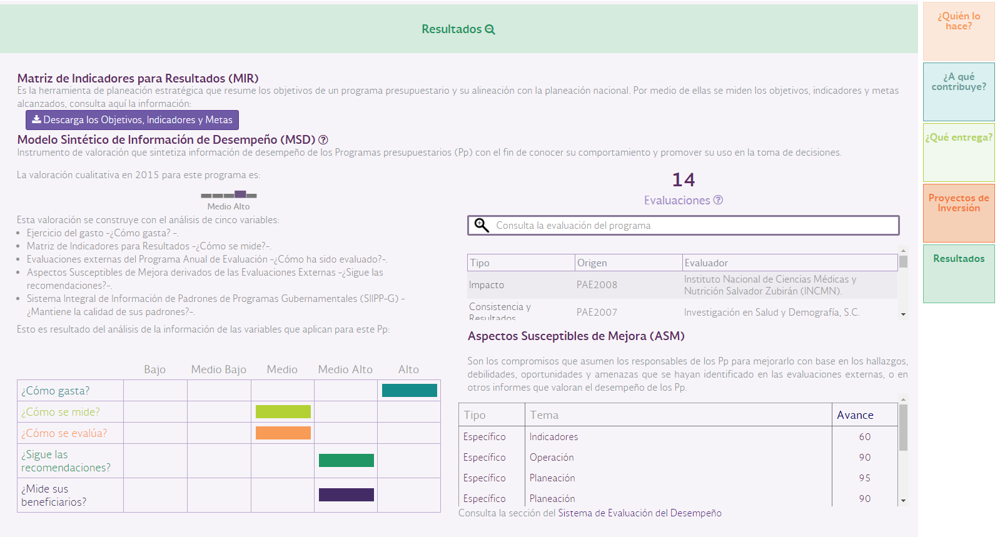 Resultados
Matriz de Indicadores para Resultados (MIR)
Es la herramienta de planeación estratégica que resume los objetivos de un programa presupuestario y su alineación con la planeación nacional. Por medio de ellas se miden los objetivos, indicadores y metas
alcanzados, consulta aquí la información:
Descarga los Objetivos, Indicadores y Metas
Modelo Sintético de Información de Desempeño (MSD)
Instrumento de valoración que sintetiza información de desempeño de los Programas presupuestarios (Pp) con el fin de conocer su comportamiento y promover su uso en la toma de decisiones.
La valoración cualitativa en 2015 para este programa es:
Medio Alto
Esta valoración se construye con el análisis de cinco variables:
• Ejercicio del gasto -¿Cómo gasta? -.
• Matriz de Indicadores para Resultados -¿Cómo se mide?-.
• Evaluaciones externas del Programa Anual de Evaluación -¿Cómo ha sido evaluado?-.
• Aspectos Susceptibles de Mejora derivados de las Evaluaciones Externas -¿Sigue las
recomendaciones?-.
• Sistema Integral de Información de Padrones de Programas Gubernamentales (SIIPP-G) -
¿Mantiene la calidad de sus padrones?-.
Esto es resultado del análisis de la información de las variables que aplican para este Pp:
Bajo Medio Bajo Medio Medio Alto Alto
¿Cómo gasta?
¿Cómo se mide?
¿Cómo se evalúa?
¿Sigue las
recomendaciones?
¿Mide sus
beneficiarios?
14
Evaluaciones
Consulta la evaluación del programa
Tipo Origen Evaluador
Impacto PAE2008 Instituto Nacional de Ciencias Médicas y
Nutrición Salvador Zubirán (INCMN).
Consistencia y
Resultados PAE2007 Investigación en Salud y Demografía, S.C.
Aspectos Susceptibles de Mejora (ASM)
Son los compromisos que asumen los responsables de los Pp para mejorarlo con base en los hallazgos,
debilidades, oportunidades y amenazas que se hayan identificado en las evaluaciones externas, o en
otros informes que valoran el desempeño de los Pp.
Tipo Tema Avance
Específico Indicadores 60
Específico Operación 90
Específico Planeación 95
Específico Planeación 90
Consulta la sección del Sistema de Evaluación del Desempeño
¿Quién lo
hace?
¿A qué
contribuye?
¿Qué entrega?
Proyectos de
Inversión
Resultados